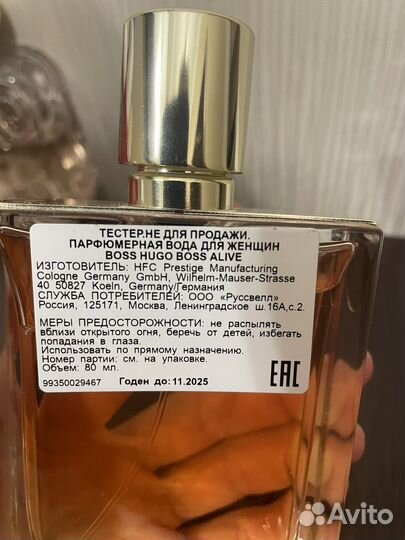 ТЕСТЕР.НЕ ДЛЯ ПРОДАЖИ.
ПАРФЮМЕРНАЯ ВОДА ДЛЯ ЖЕНЩИН
BOSS HUGO BOSS ALIVE
ИЗГОТОВИТЕЛЬ: HFC Prestige Manufacturing
Cologne Germany GmbH, Wilhelm-Mauser-Strasse
40 50827 Koeln, Germany/Германия
СЛУЖБА ПОТРЕБИТЕЛЕЙ: ООО «Руссвелл»
Россия, 125171, Москва, Ленинградское ш.16А,с.2.
МЕРЫ ПРЕДОСТОРОЖНОСТИ: не распылять
вблизи открытого огня, беречь от детей, избегать
попадания в глаза.
Использовать по прямому назначению.
Номер партии: см. на упаковке.
Объем: 80 мл.
99350029467 Годен до: 11.2025
EAC
Avito